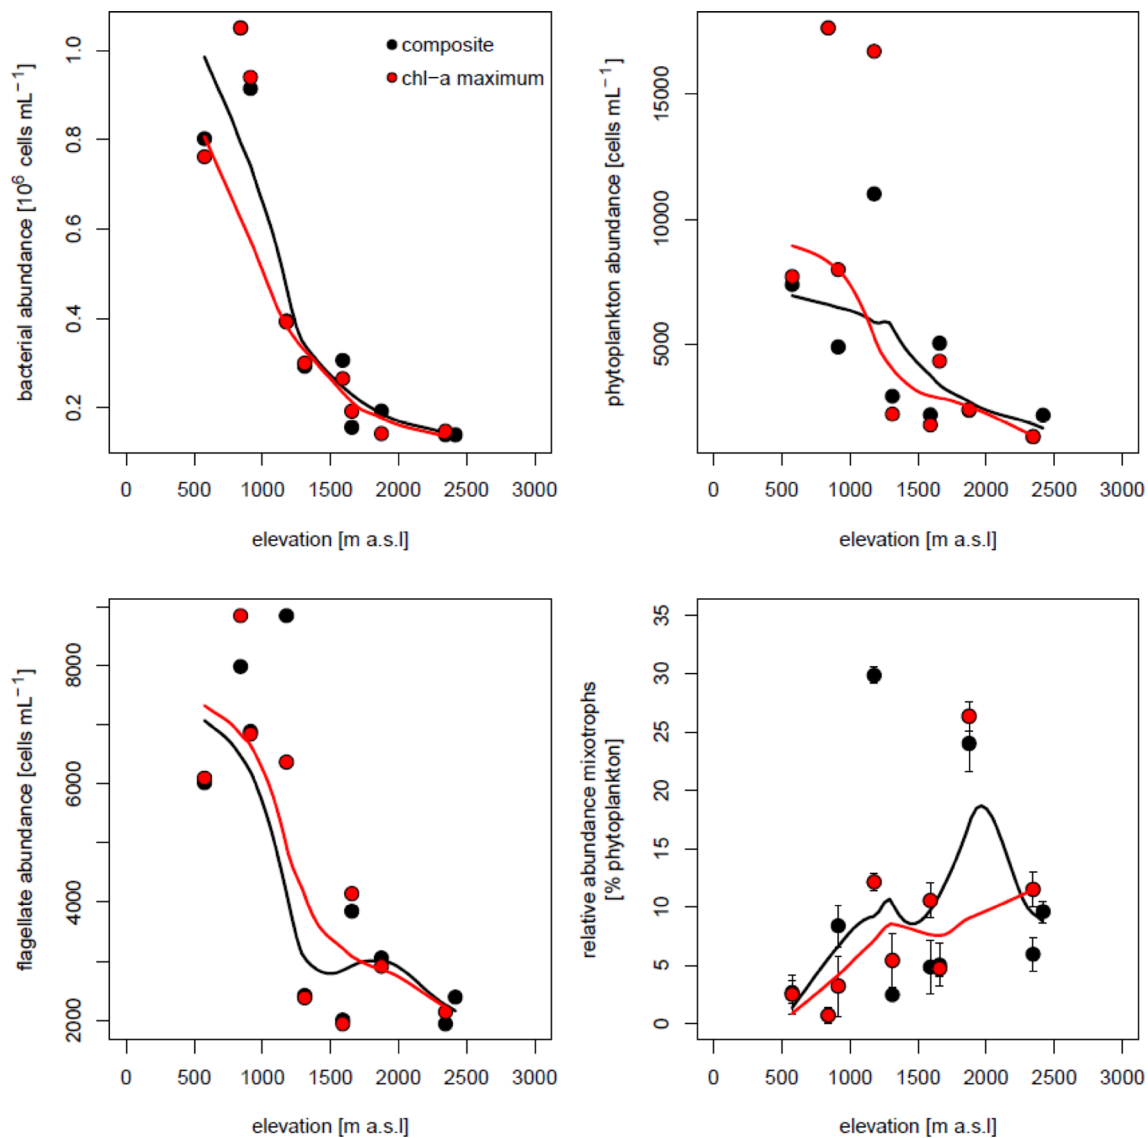 bacterial abundance [10⁶ cells mL⁻¹]
1.0
0.8
0.6
0.4
0.2
composite
chl−a maximum
0 500 1000 1500 2000 2500 3000
elevation [m a.s.l]
phytoplankton abundance [cells mL⁻¹]
15000
10000
5000
0 500 1000 1500 2000 2500 3000
elevation [m a.s.l]
flagellate abundance [cells mL⁻¹]
8000
6000
4000
2000
0 500 1000 1500 2000 2500 3000
elevation [m a.s.l]
relative abundance mixotrophs
[% phytoplankton]
35
30
25
20
15
10
5
0
0 500 1000 1500 2000 2500 3000
elevation [m a.s.l]